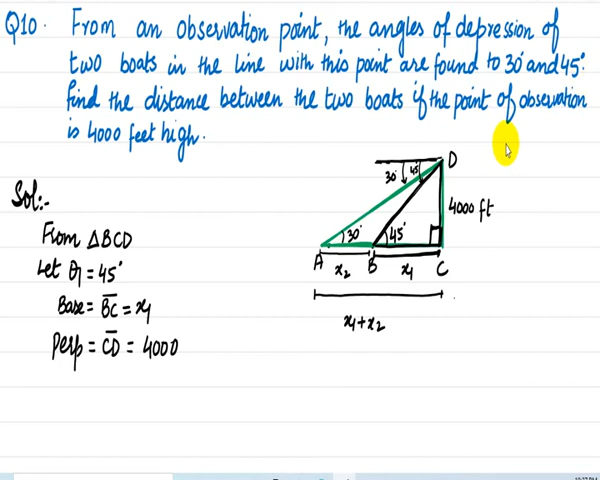 Q10. From an observation point, the angles of depression of
two boats in the line with this point are found to 30° and 45°.
find the distance between the two boats if the point of observation
is 4000 feet high.
D
30° 45°
Sol:-
4000 ft
From △BCD
30° 45°
Let θ₁ = 45°
A B C
x₂ x₁
Base = BC̅ = x₁
x₁+x₂
Perp = CD̅ = 4000